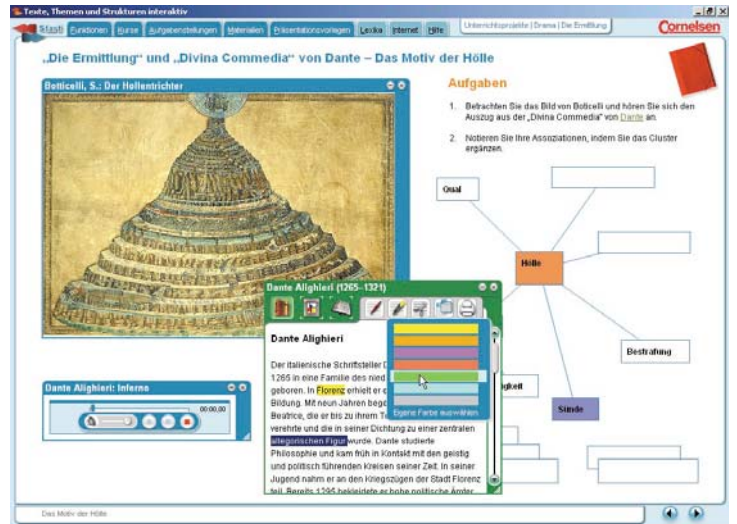 Texte, Themen und Strukturen interaktiv
Start Funktionen Kurse Aufgabenstellungen Materialien Präsentationsvorlagen Lexika Internet Hilfe
Unterrichtsprojekte | Drama | Die Ermittlung
Cornelsen
„Die Ermittlung“ und „Divina Commedia“ von Dante – Das Motiv der Hölle
Botticelli, S.: Der Höllentrichter
Aufgaben
1. Betrachten Sie das Bild von Boticelli und hören Sie sich den
Auszug aus der „Divina Commedia“ von Dante an.
2. Notieren Sie Ihre Assoziationen, indem Sie das Cluster
ergänzen.
Qual
Hölle
Bestrafung
Sünde
igkeit
Dante Alighieri (1265–1321)
Dante Alighieri
Der italienische Schriftsteller D
1265 in eine Familie des nied
geboren. In Florenz erhielt er e
Bildung. Mit neun Jahren bege
Beatrice, die er bis zu ihrem T
verehrte und die in seiner Dichtung zu einer zentralen
allegorischen Figur wurde. Dante studierte
Philosophie und kam früh in Kontakt mit den geistig
und politisch führenden Kreisen seiner Zeit. In seiner
Jugend nahm er an den Kriegszügen der Stadt Florenz
teil. Bereits 1295 bekleidete er hohe politische Ämter
Eigene Farbe auswählen
Dante Alighieri: Inferno
00:00,00
Das Motiv der Hölle